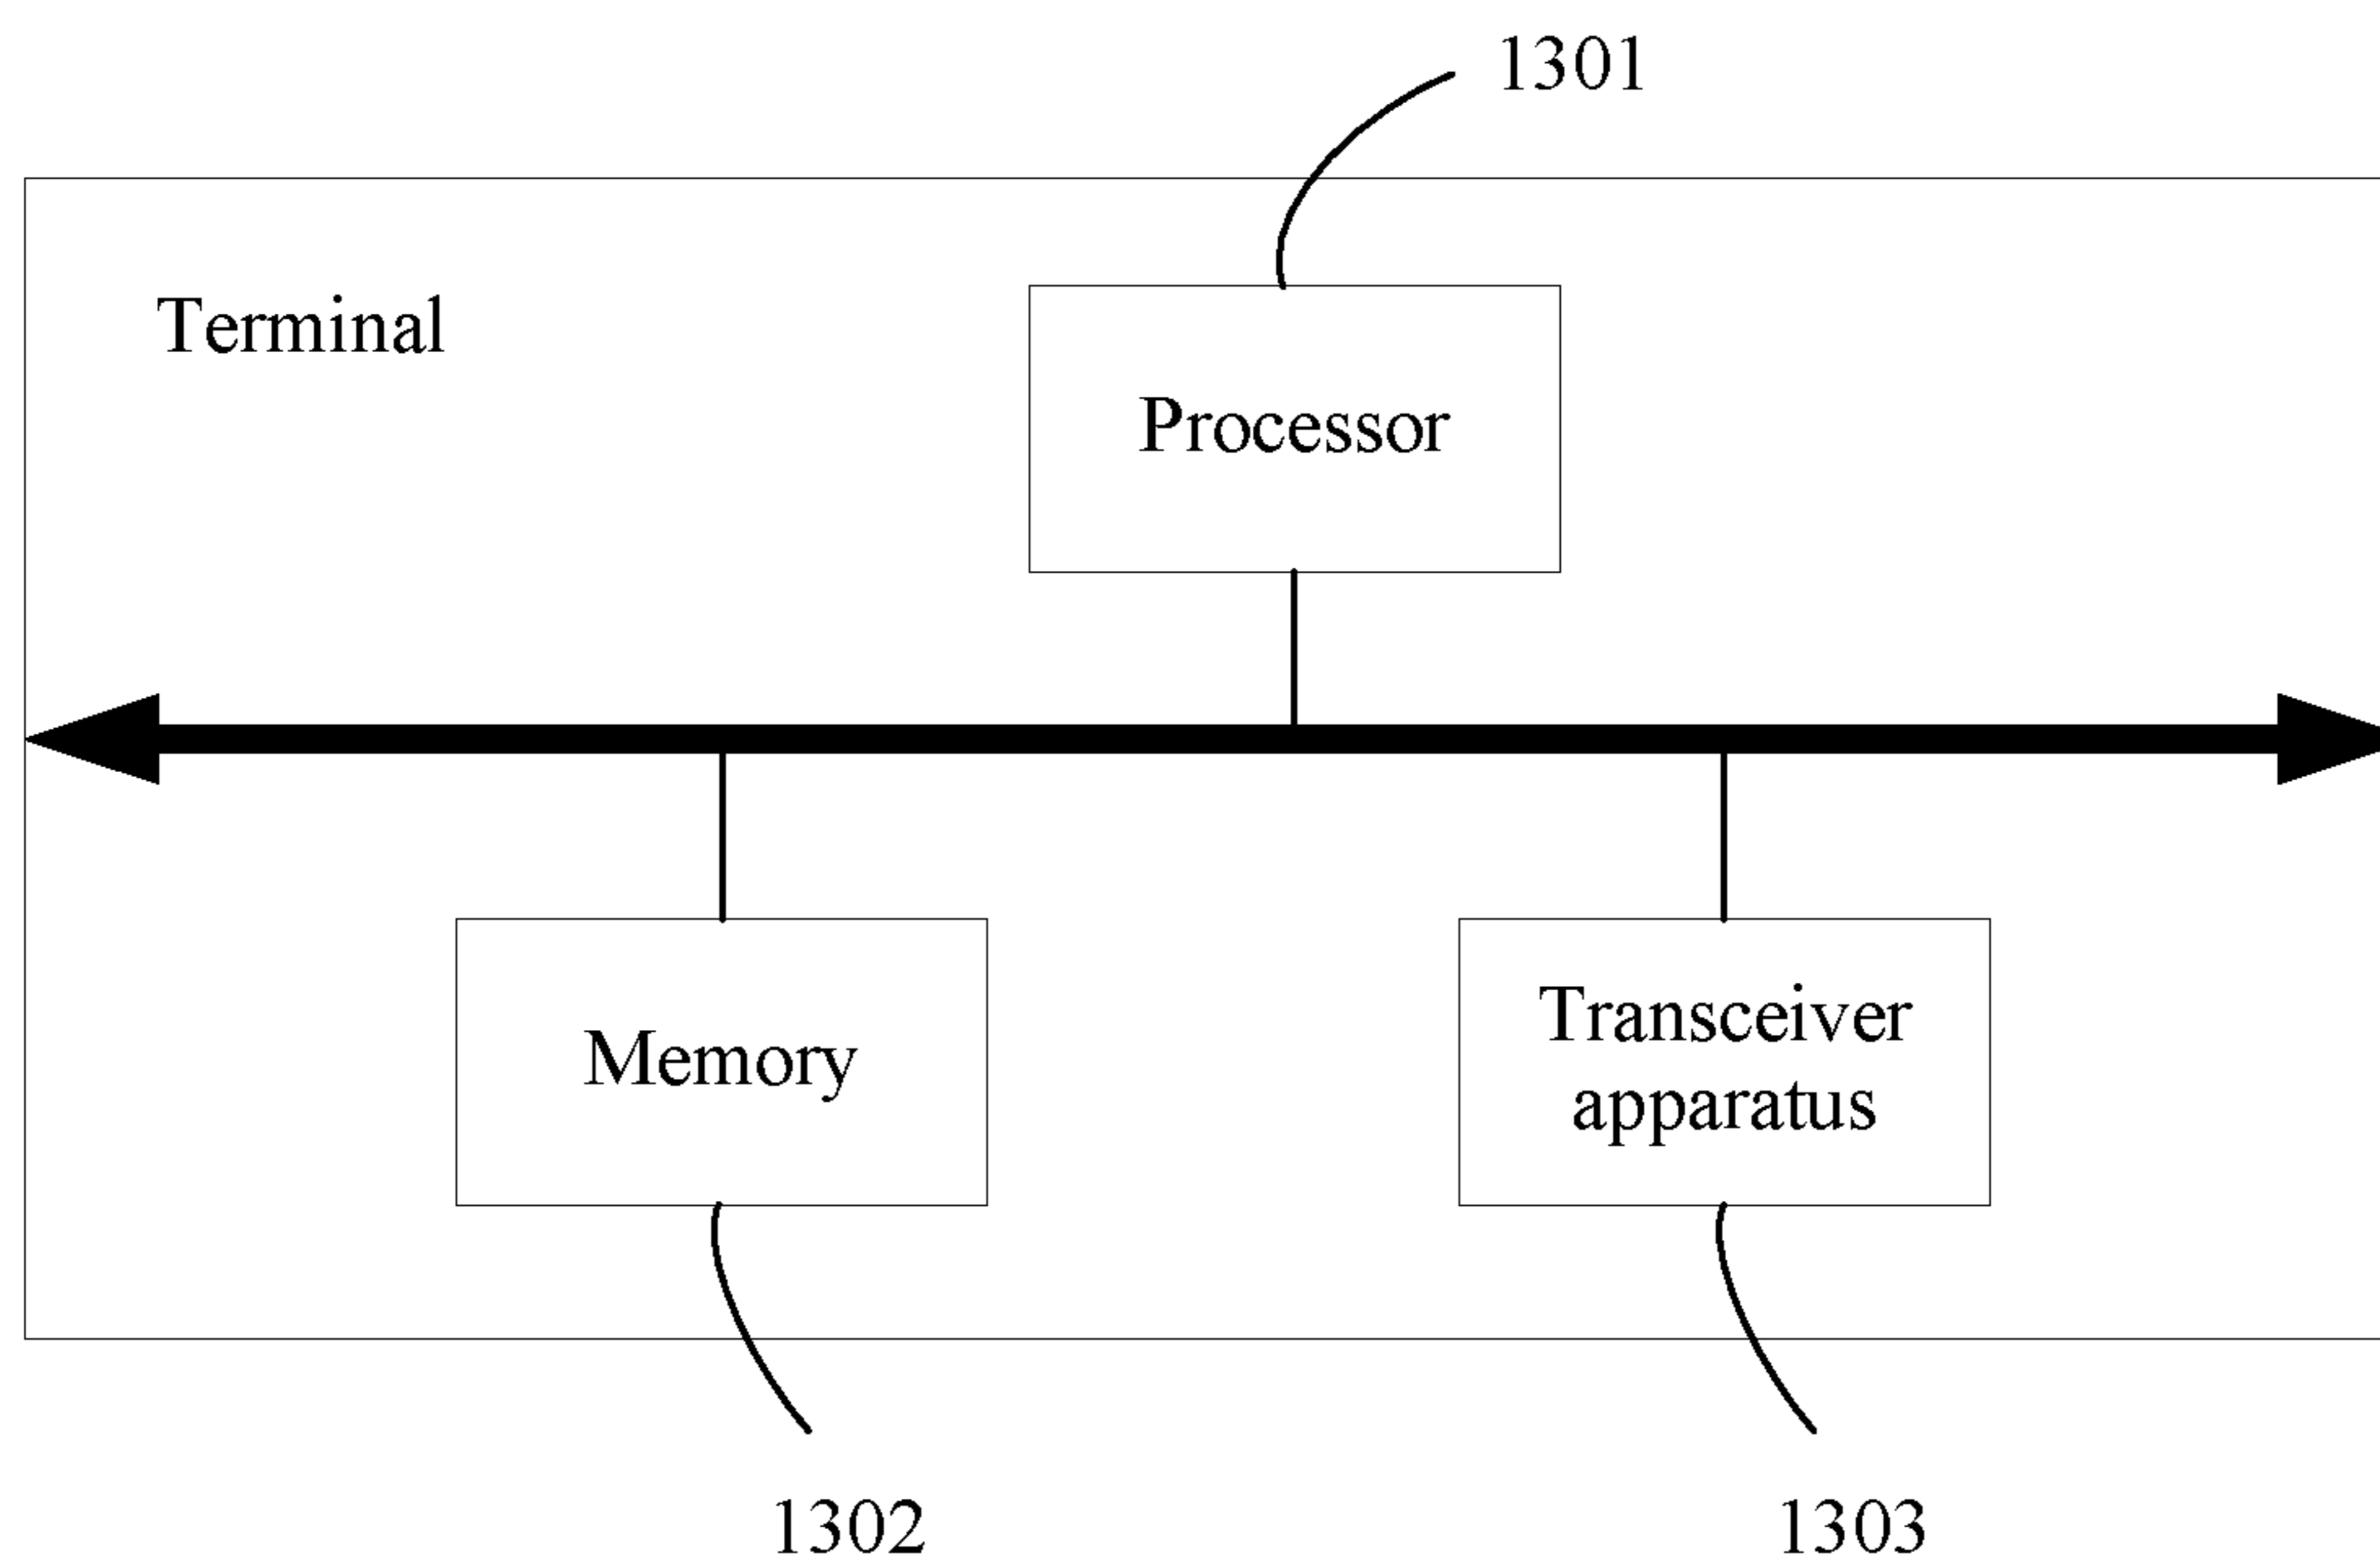 1301
Terminal
Processor
Memory
Transceiver
apparatus
1302
1303